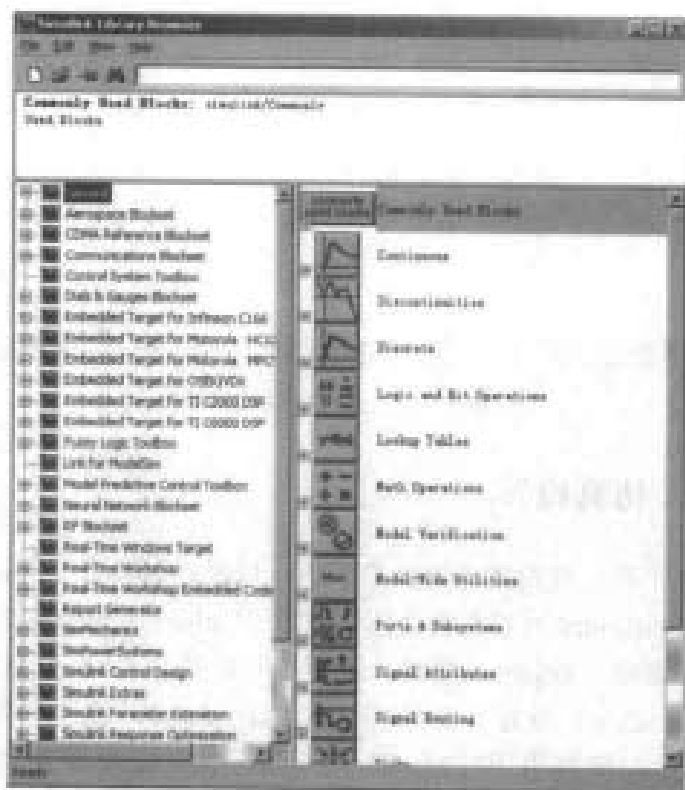 Simulink Library Browser
File Edit View Help
Commonly Used Blocks: simulink/Commonly
Used Blocks
Simulink
Aerospace Blockset
CDMA Reference Blockset
Communications Blockset
Control System Toolbox
Dials & Gauges Blockset
Embedded Target for Infineon C166
Embedded Target for Motorola HC12
Embedded Target for Motorola MPC
Embedded Target for OSEK/VDX
Embedded Target for TI C2000 DSP
Embedded Target for TI C6000 DSP
Fuzzy Logic Toolbox
Link for ModelSim
Model Predictive Control Toolbox
Neural Network Blockset
RF Blockset
Real-Time Windows Target
Real-Time Workshop
Real-Time Workshop Embedded Code
Report Generator
SimMechanics
SimPowerSystems
Simulink Control Design
Simulink Extras
Simulink Parameter Estimation
Simulink Response Optimization
Ready
Commonly Used Blocks
Continuous
Discontinuities
Discrete
Logic and Bit Operations
Lookup Tables
Math Operations
Model Verification
Model-Wide Utilities
Ports & Subsystems
Signal Attributes
Signal Routing
Sinks